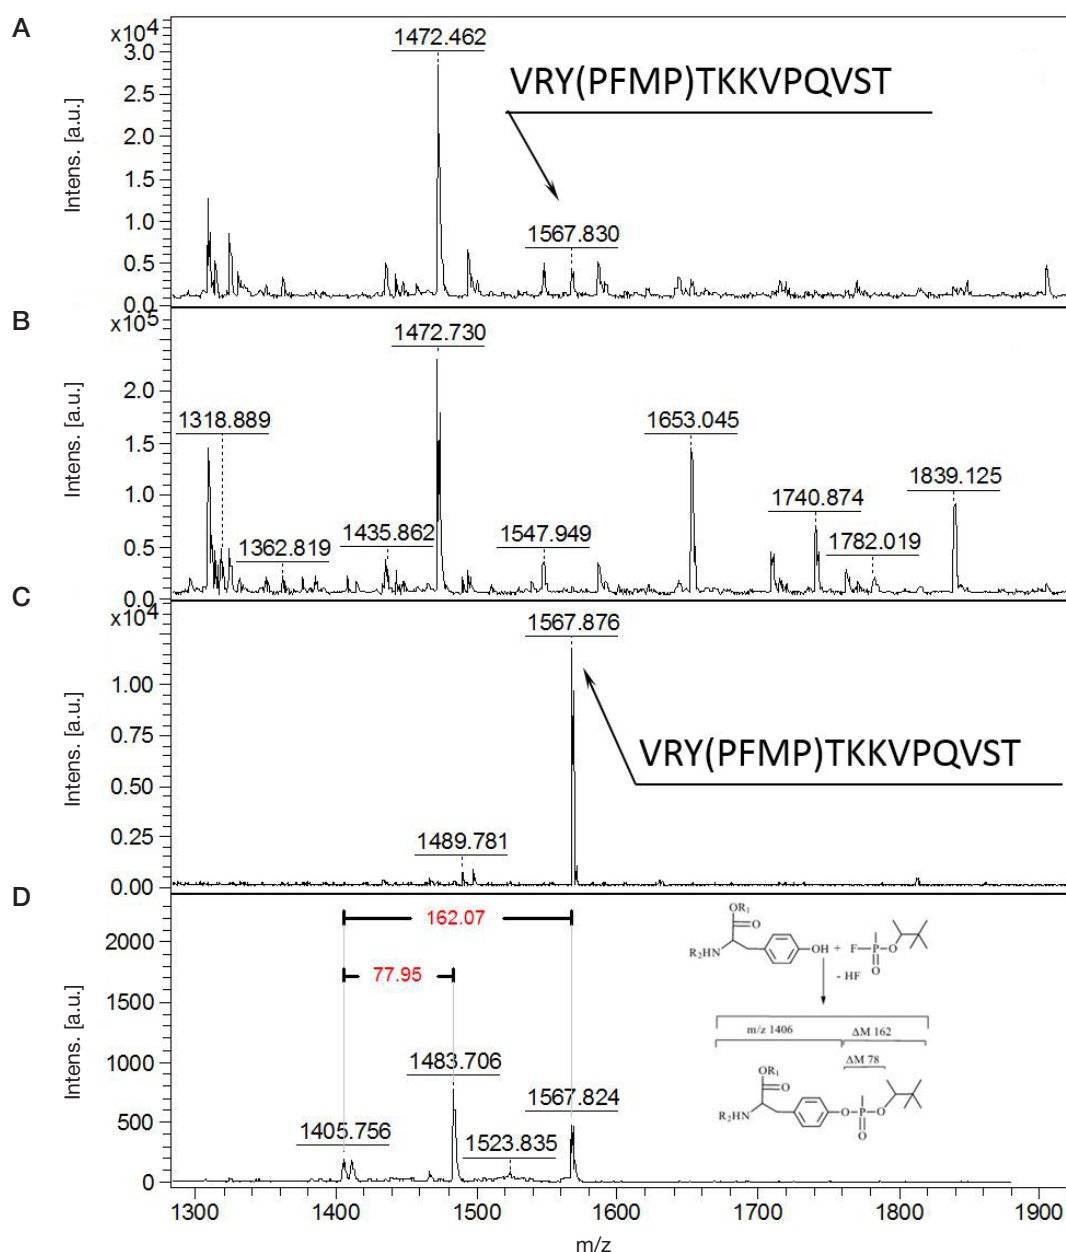 A
x10⁴
3.0
2.5
2.0
1.5
1.0
0.5
0.0
Intens. [a.u.]
1472.462
VRY(PFMP)TKKVPQVST
1567.830
B
x10⁵
2.0
1.5
1.0
0.5
0.0
Intens. [a.u.]
1472.730
1318.889
1653.045
1362.819
1435.862
1547.949
1740.874
1839.125
1782.019
C
x10⁴
1.00
0.75
0.50
0.25
0.00
Intens. [a.u.]
1567.876
VRY(PFMP)TKKVPQVST
1489.781
D
2000
1500
1000
500
0
Intens. [a.u.]
162.07
77.95
1483.706
1567.824
1405.756
1523.835
OR₁
O
R₂HN
OH + F P O
O
- HF
m/z 1406 ΔM 162
ΔM 78
OR₁
O
R₂HN
O P O
O
1300 1400 1500 1600 1700 1800 1900
m/z